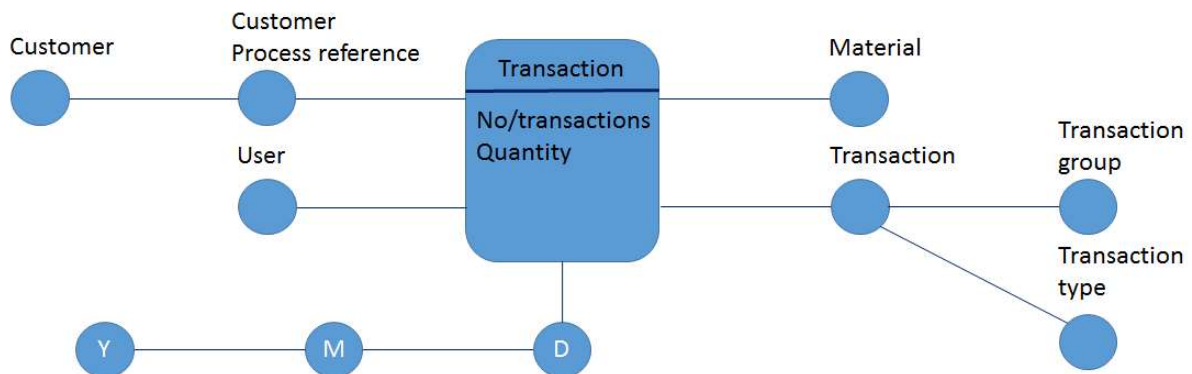 Customer
Customer
Process reference
Transaction
Material
No/transactions
Quantity
User
Transaction
Transaction
group
Transaction
type
Y
M
D